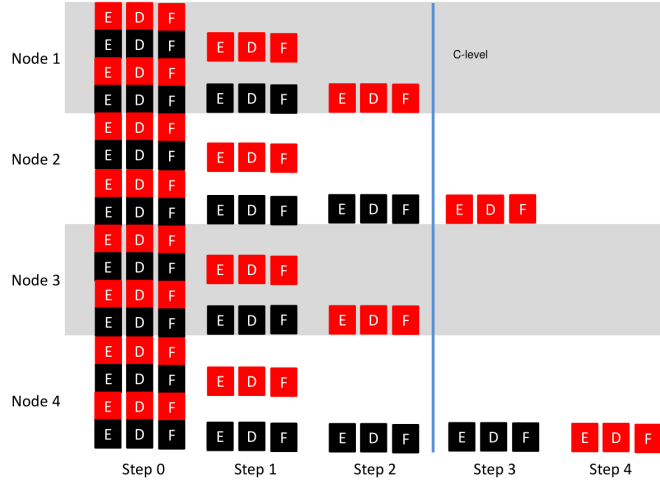 E D F
E D F E D F
Node 1 C-level
E D F
E D F E D F E D F
E D F
Node 2 E D F E D F
E D F
E D F E D F E D F E D F
E D F
E D F E D F
Node 3
E D F
E D F E D F E D F
E D F
E D F E D F
Node 4 E D F
E D F E D F E D F E D F E D F
Step 0 Step 1 Step 2 Step 3 Step 4